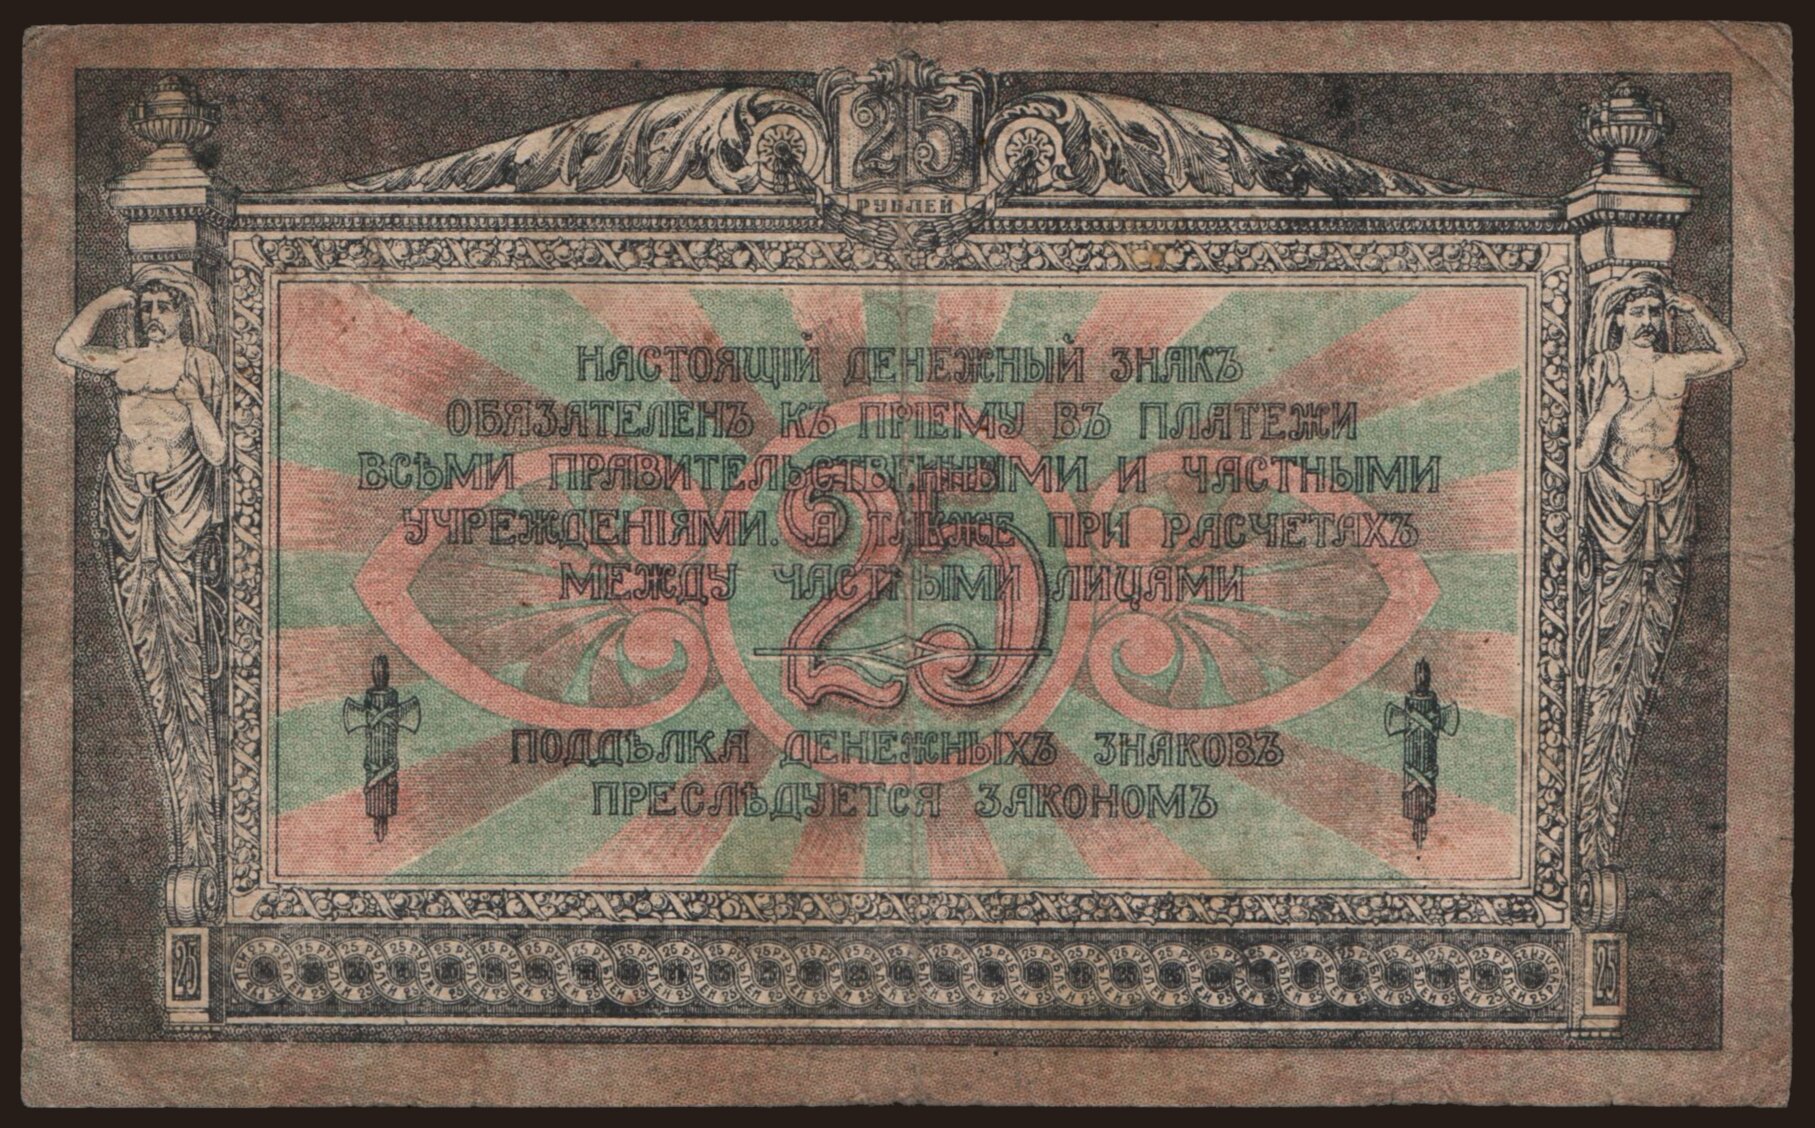 25
РУБЛЕЙ
НАСТОЯЩІЙ ДЕНЕЖНЫЙ ЗНАКЪ
ОБЯЗАТЕЛЕНЪ КЪ ПРІЕМУ ВЪ ПЛАТЕЖИ
ВСѢМИ ПРАВИТЕЛЬСТВЕННЫМИ И ЧАСТНЫМИ
УЧРЕЖДЕНІЯМИ. А ТАКЖЕ ПРИ РАСЧЕТАХЪ
МЕЖДУ ЧАСТНЫМИ ЛИЦАМИ
25
ПОДДѢЛКА ДЕНЕЖНЫХЪ ЗНАКОВЪ
ПРЕСЛѢДУЕТСЯ ЗАКОНОМЪ
25
25